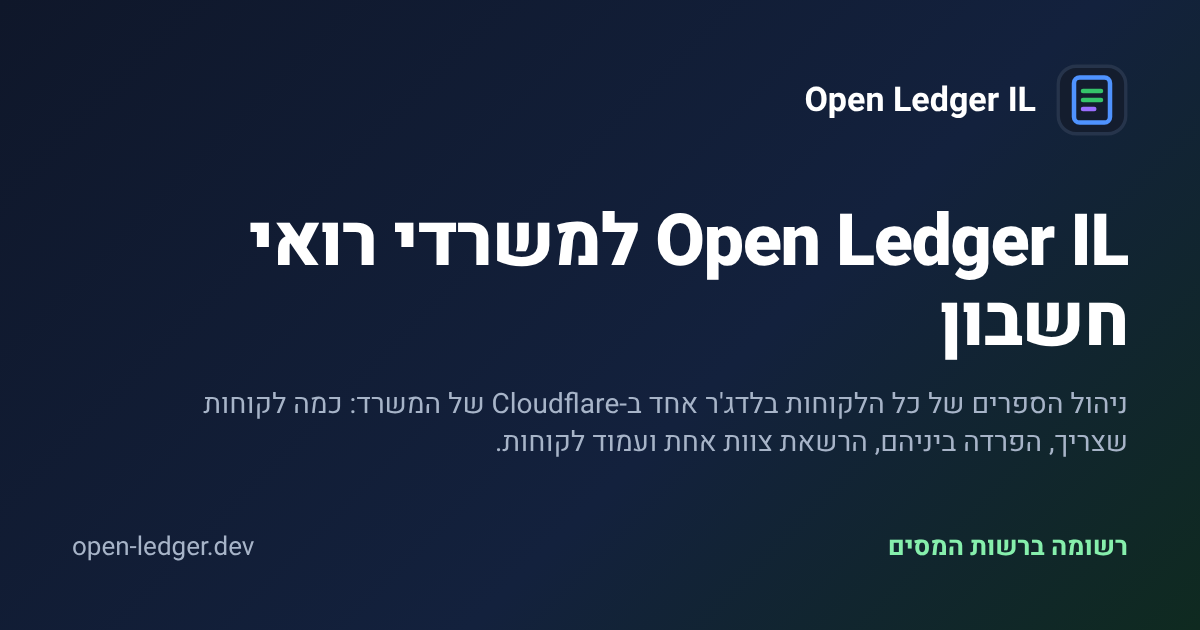 Open Ledger IL
Open Ledger IL למשרדי רואי
חשבון
ניהול הספרים של כל הלקוחות בלדג'ר אחד ב-Cloudflare של המשרד: כמה לקוחות
שצריך, הפרדה ביניהם, הרשאת צוות אחת ועמוד לקוחות.
רשומה ברשות המסים
open-ledger.dev